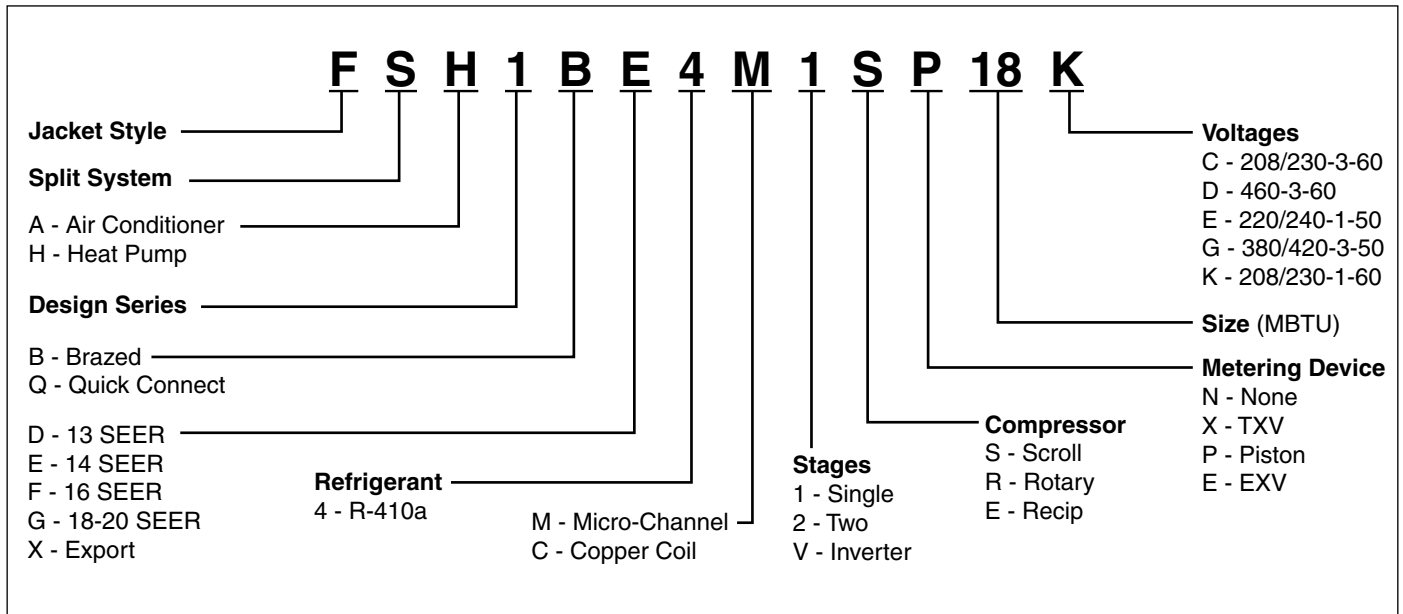 F S H 1 B E 4 M 1 S P 18 K
Jacket Style
Split System
A - Air Conditioner
H - Heat Pump
Design Series
B - Brazed
Q - Quick Connect
D - 13 SEER
E - 14 SEER
F - 16 SEER
G - 18-20 SEER
X - Export
Refrigerant
4 - R-410a
M - Micro-Channel
C - Copper Coil
Stages
1 - Single
2 - Two
V - Inverter
Compressor
S - Scroll
R - Rotary
E - Recip
Voltages
C - 208/230-3-60
D - 460-3-60
E - 220/240-1-50
G - 380/420-3-50
K - 208/230-1-60
Size (MBTU)
Metering Device
N - None
X - TXV
P - Piston
E - EXV